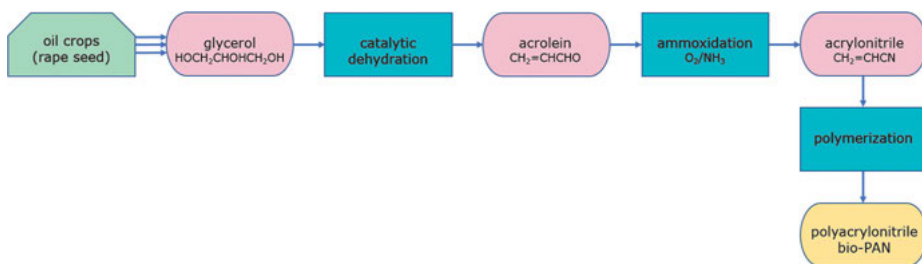 oil crops
(rape seed)
glycerol
HOCH₂CHOHCH₂OH
catalytic
dehydration
acrolein
CH₂=CHCHO
ammoxidation
O₂/NH₃
acrylonitrile
CH₂=CHCN
polymerization
polyacrylonitrile
bio-PAN